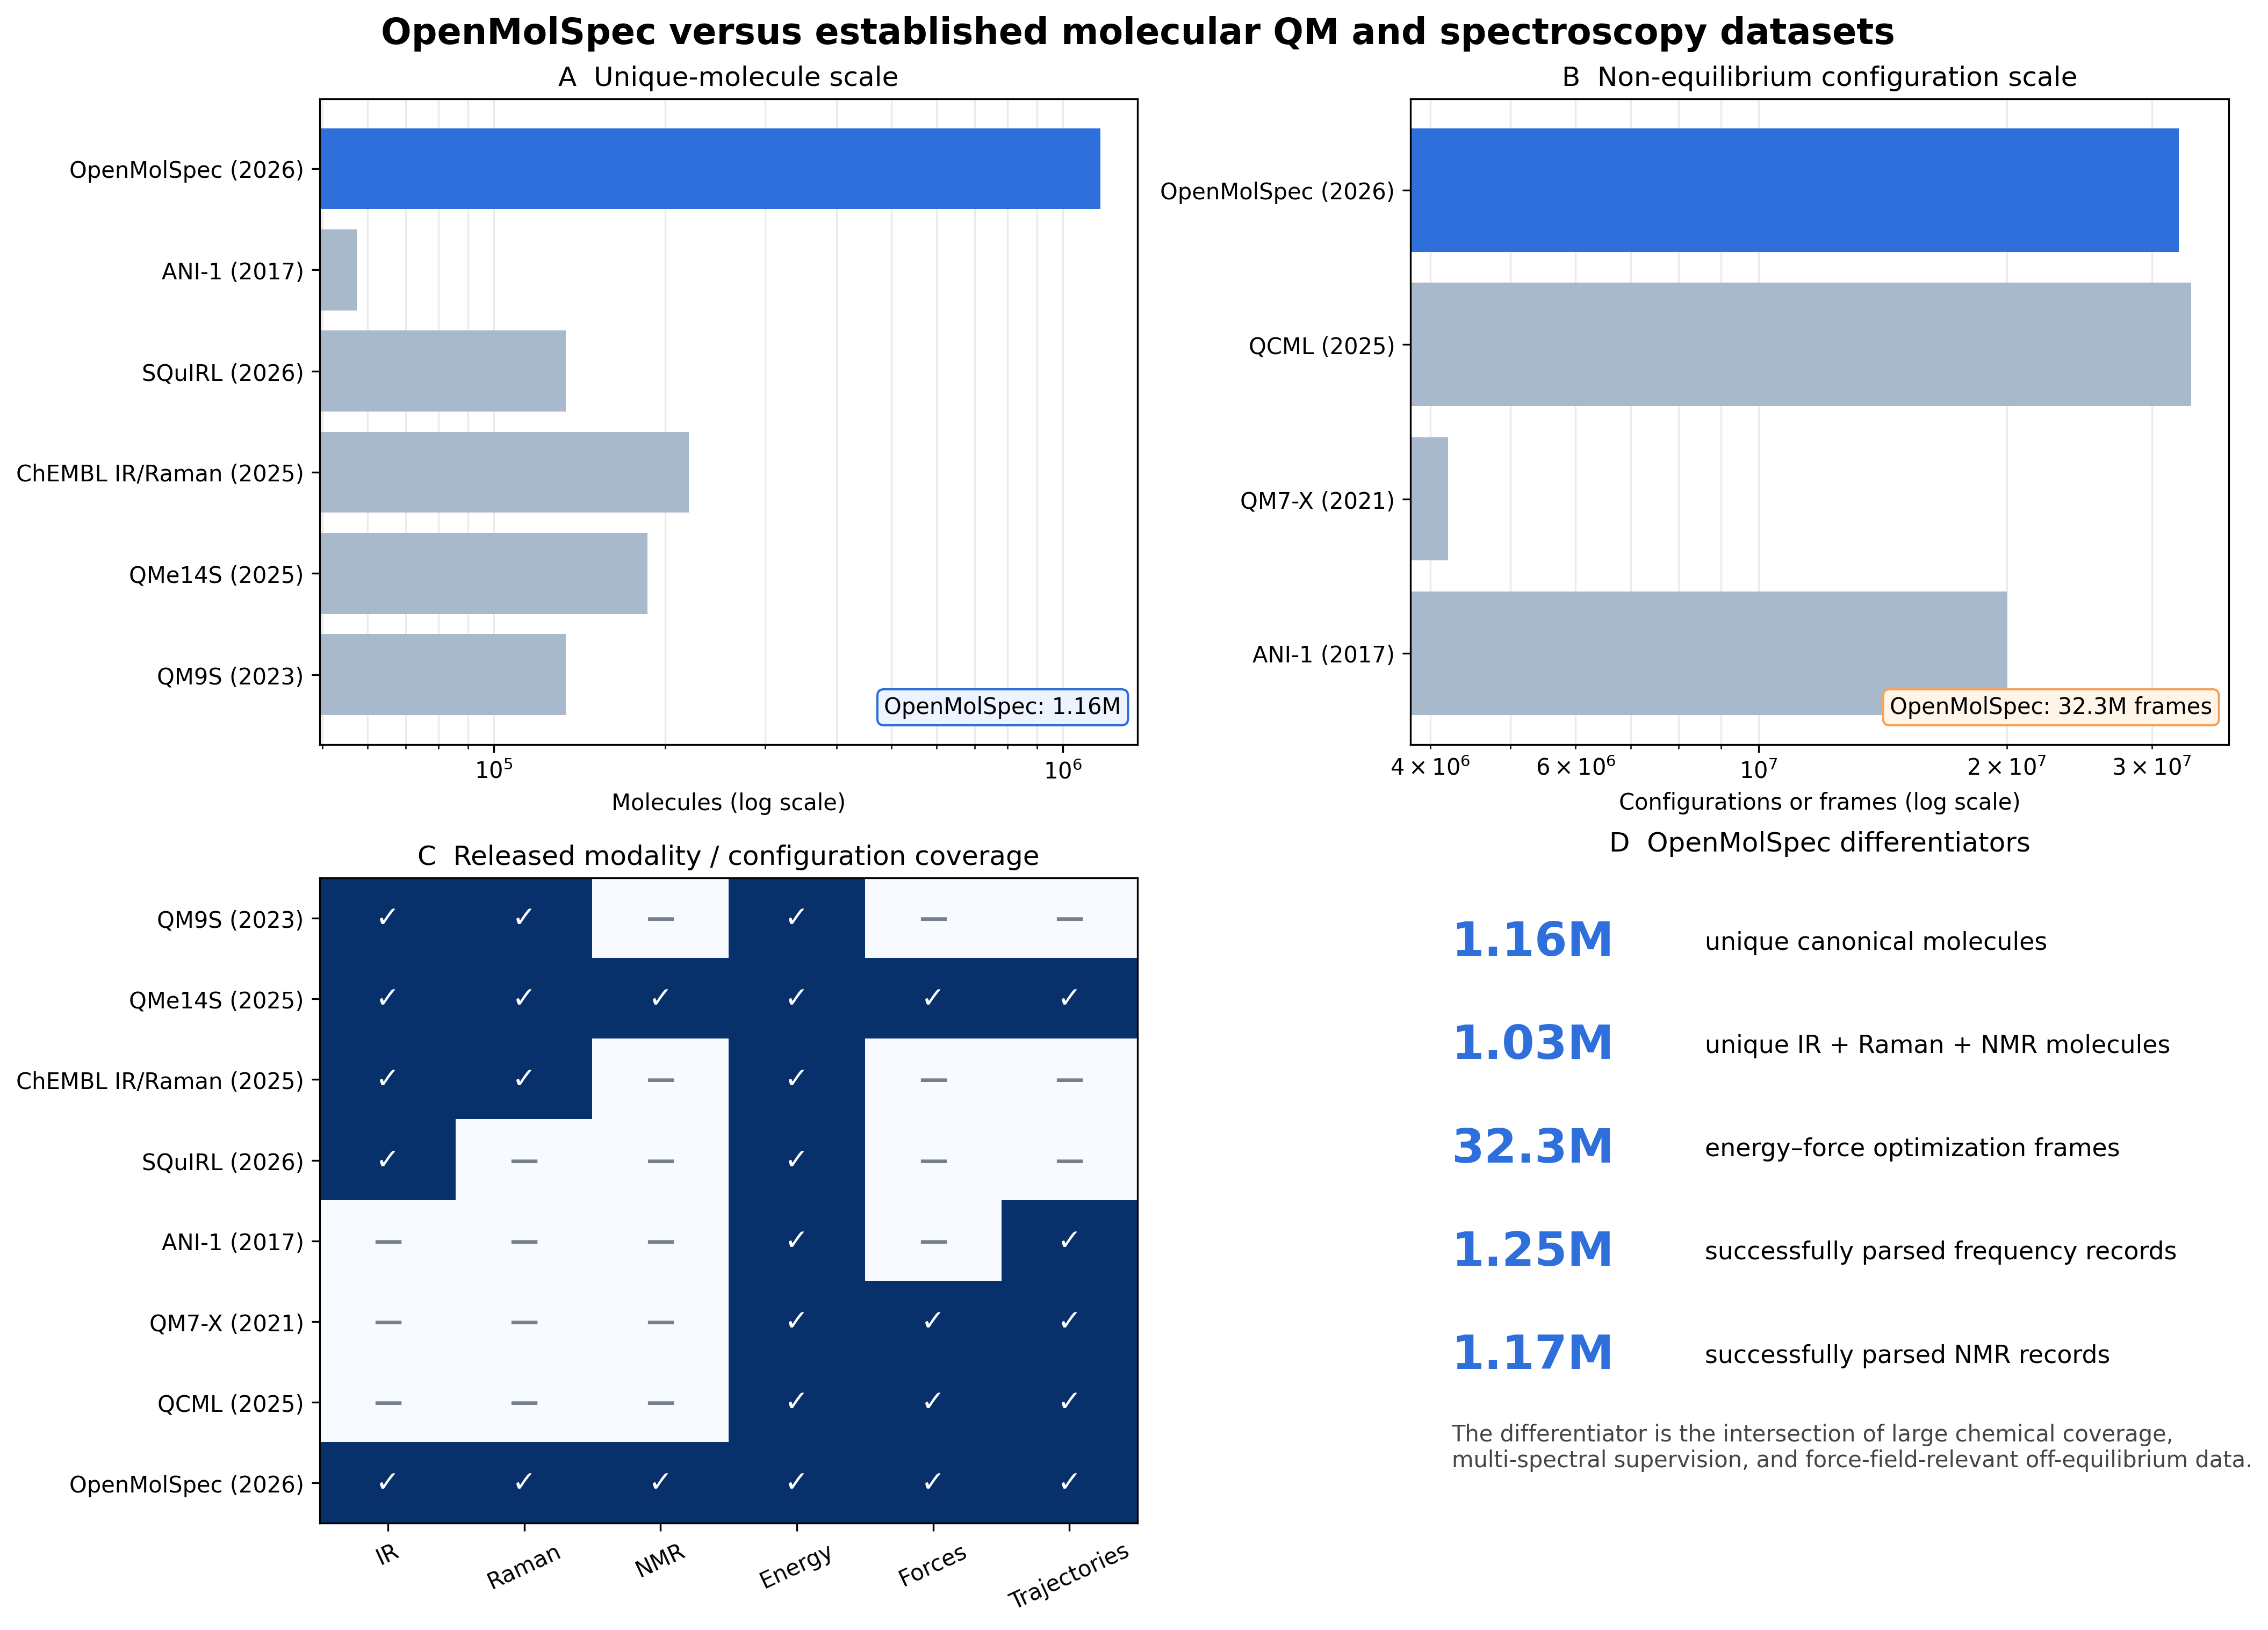 OpenMolSpec versus established molecular QM and spectroscopy datasets
A Unique-molecule scale
OpenMolSpec (2026)
ANI-1 (2017)
SQuIRL (2026)
ChEMBL IR/Raman (2025)
QMe14S (2025)
QM9S (2023)
OpenMolSpec: 1.16M
10⁵ 10⁶
Molecules (log scale)
B Non-equilibrium configuration scale
OpenMolSpec (2026)
QCML (2025)
QM7-X (2021)
ANI-1 (2017)
OpenMolSpec: 32.3M frames
4 × 10⁶ 6 × 10⁶ 10⁷ 2 × 10⁷ 3 × 10⁷
Configurations or frames (log scale)
C Released modality / configuration coverage
QM9S (2023) ✓ ✓ — ✓ — —
QMe14S (2025) ✓ ✓ ✓ ✓ ✓ ✓
ChEMBL IR/Raman (2025) ✓ ✓ — ✓ — —
SQuIRL (2026) ✓ — — ✓ — —
ANI-1 (2017) — — — ✓ — ✓
QM7-X (2021) — — — ✓ ✓ ✓
QCML (2025) — — — ✓ ✓ ✓
OpenMolSpec (2026) ✓ ✓ ✓ ✓ ✓ ✓
IR Raman NMR Energy Forces Trajectories
D OpenMolSpec differentiators
1.16M unique canonical molecules
1.03M unique IR + Raman + NMR molecules
32.3M energy–force optimization frames
1.25M successfully parsed frequency records
1.17M successfully parsed NMR records
The differentiator is the intersection of large chemical coverage,
multi-spectral supervision, and force-field-relevant off-equilibrium data.